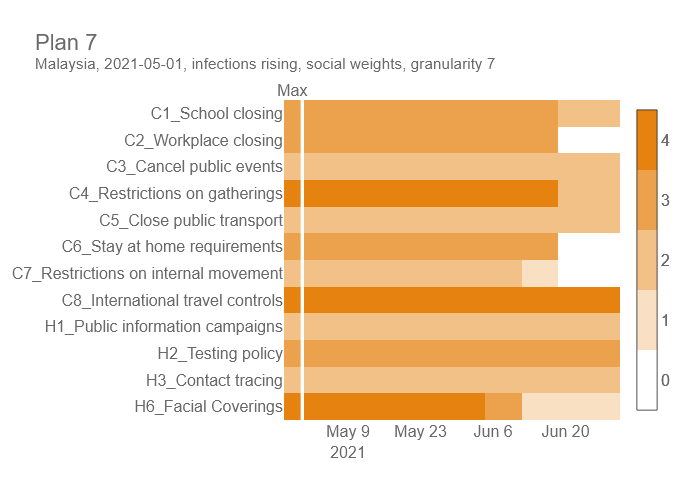 Plan 7
Malaysia, 2021-05-01, infections rising, social weights, granularity 7
Max
C1_School closing
C2_Workplace closing
C3_Cancel public events
C4_Restrictions on gatherings
C5_Close public transport
C6_Stay at home requirements
C7_Restrictions on internal movement
C8_International travel controls
H1_Public information campaigns
H2_Testing policy
H3_Contact tracing
H6_Facial Coverings
May 9 May 23 Jun 6 Jun 20
2021
4
3
2
1
0